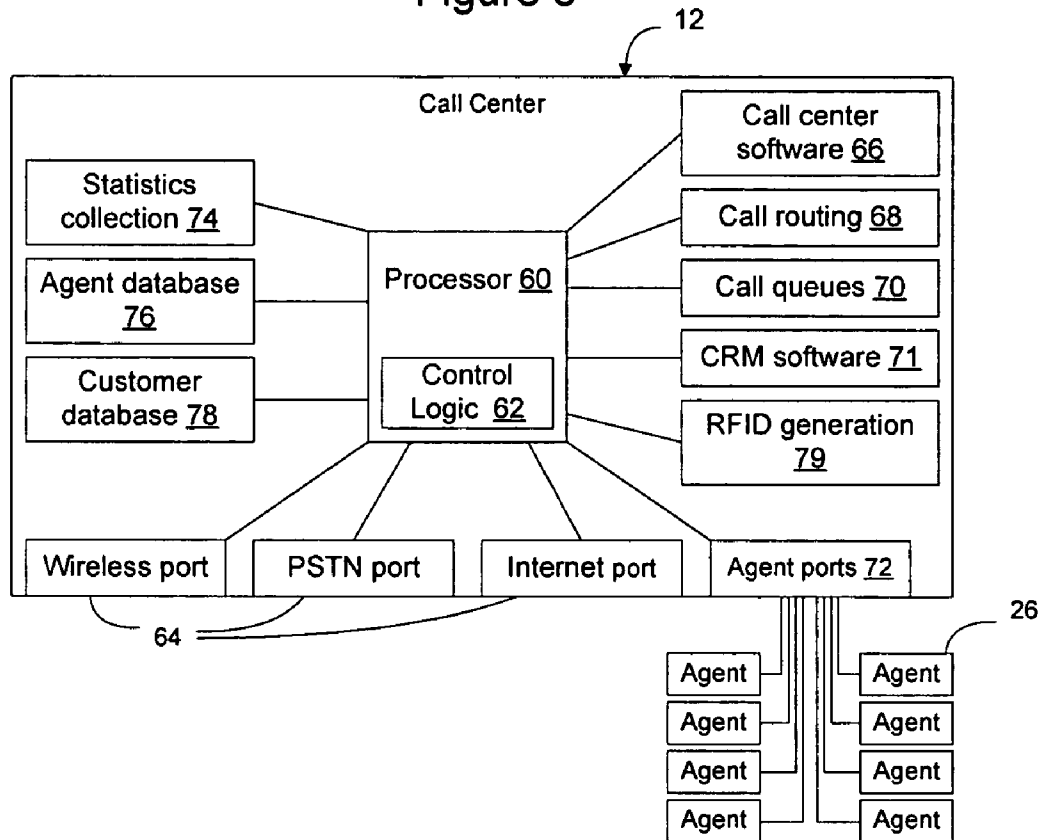 12
Call Center
Call center
software 66
Statistics
collection 74
Call routing 68
Processor 60
Agent database
76
Call queues 70
CRM software 71
Control
Logic 62
Customer
database 78
RFID generation
79
Wireless port
PSTN port
Internet port
Agent ports 72
64
26
Agent
Agent
Agent
Agent
Agent
Agent
Agent
Agent